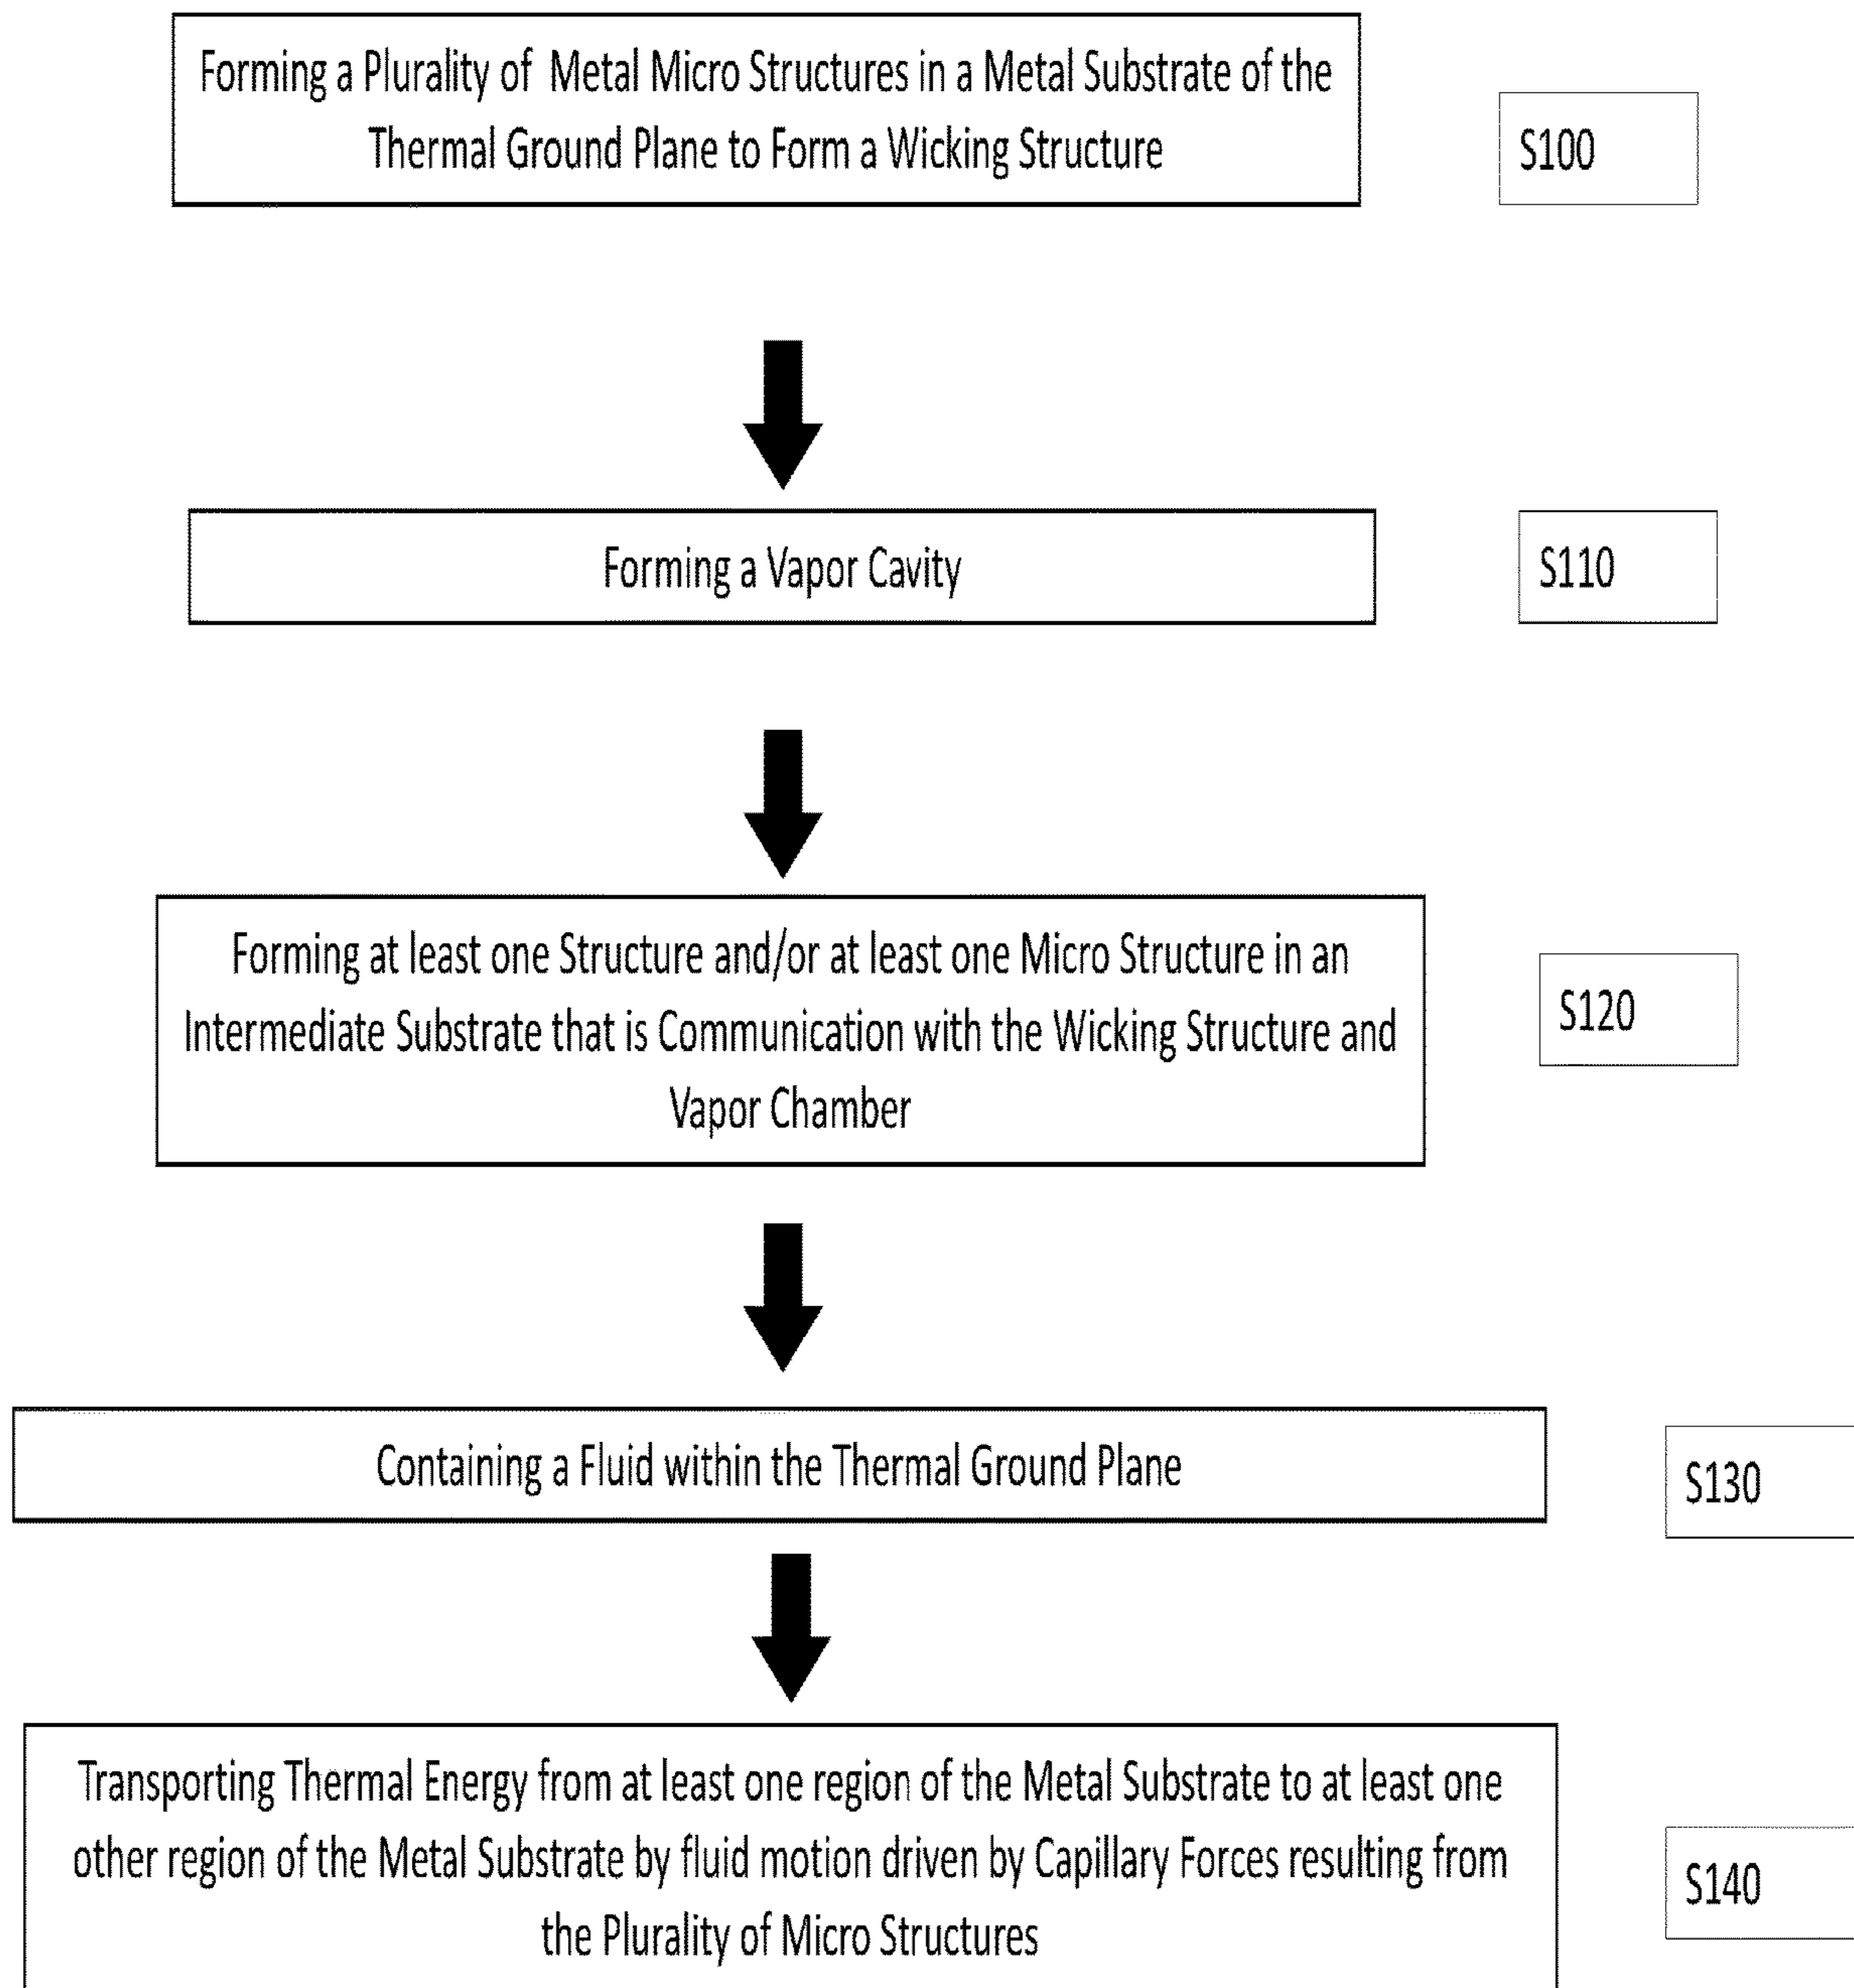 Forming a Plurality of Metal Micro Structures in a Metal Substrate of the
Thermal Ground Plane to Form a Wicking Structure
S100
Forming a Vapor Cavity
S110
Forming at least one Structure and/or at least one Micro Structure in an
Intermediate Substrate that is Communication with the Wicking Structure and
Vapor Chamber
S120
Containing a Fluid within the Thermal Ground Plane
S130
Transporting Thermal Energy from at least one region of the Metal Substrate to at least one
other region of the Metal Substrate by fluid motion driven by Capillary Forces resulting from
the Plurality of Micro Structures
S140